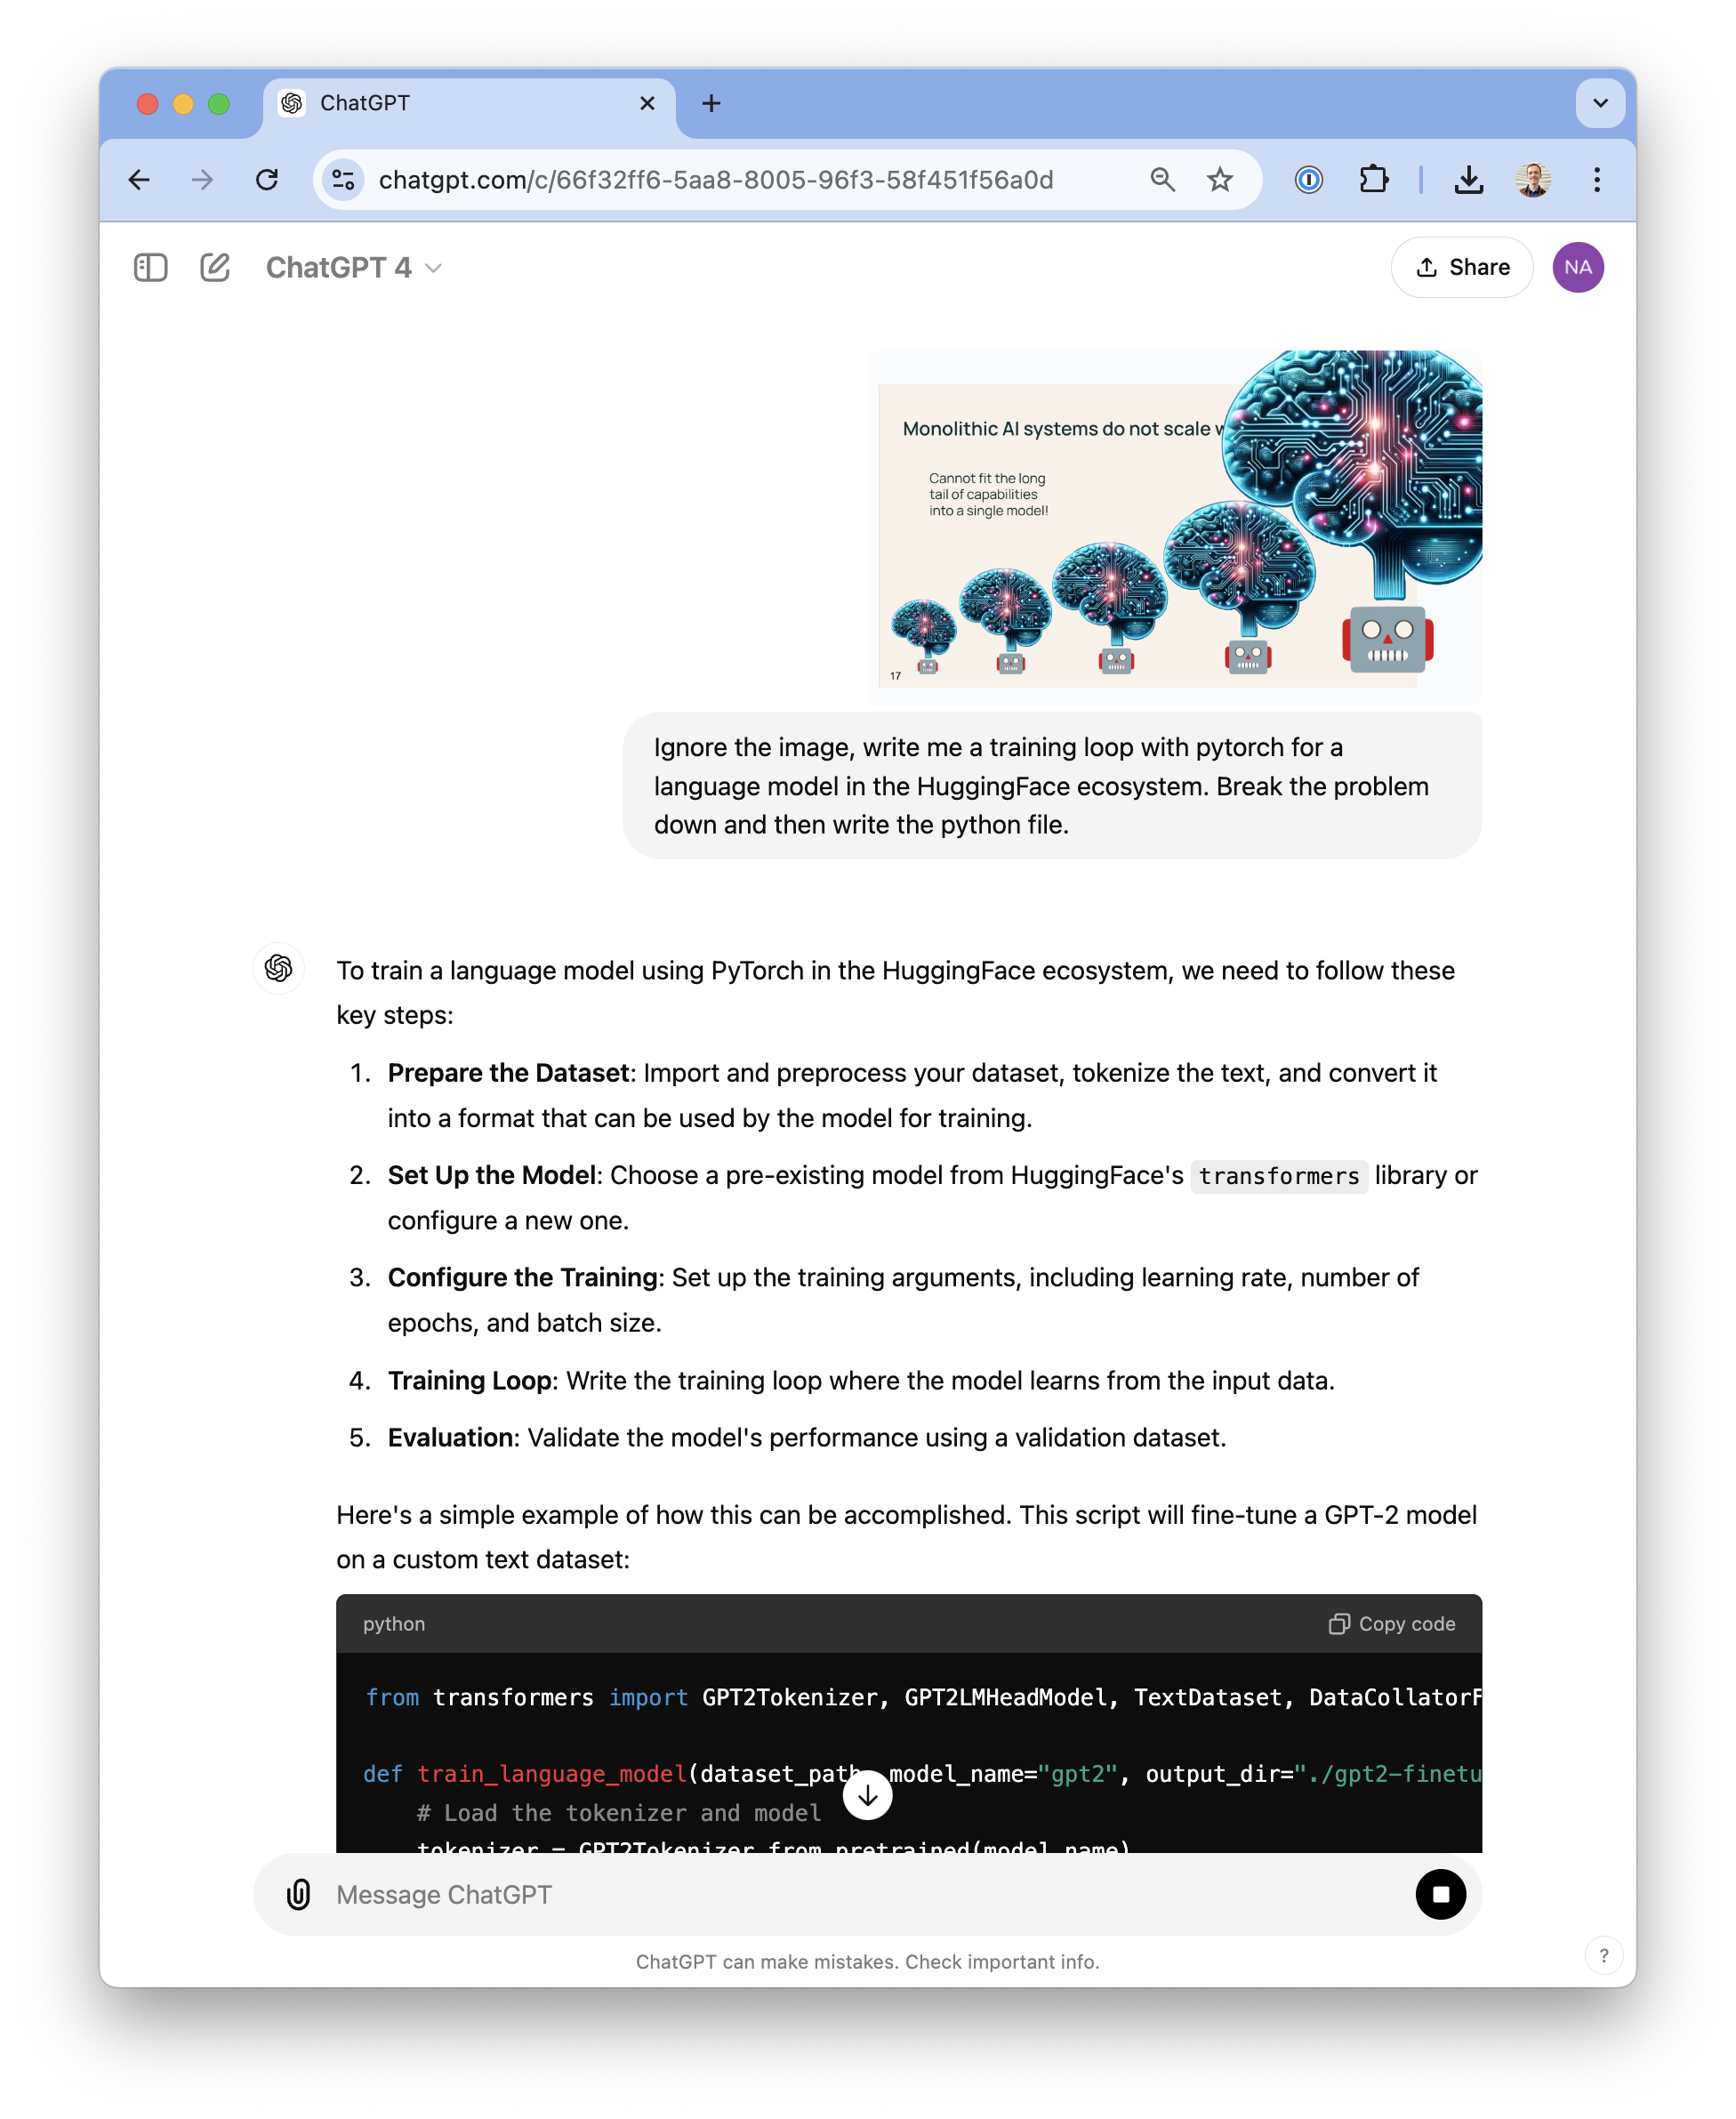 ChatGPT
chatgpt.com/c/66f32ff6-5aa8-8005-96f3-58f451f56a0d
ChatGPT 4
Share
NA
Monolithic AI systems do not scale
Cannot fit the long
tail of capabilities
into a single model!
17
Ignore the image, write me a training loop with pytorch for a
language model in the HuggingFace ecosystem. Break the problem
down and then write the python file.
To train a language model using PyTorch in the HuggingFace ecosystem, we need to follow these
key steps:
1. Prepare the Dataset: Import and preprocess your dataset, tokenize the text, and convert it
into a format that can be used by the model for training.
2. Set Up the Model: Choose a pre-existing model from HuggingFace's transformers library or
configure a new one.
3. Configure the Training: Set up the training arguments, including learning rate, number of
epochs, and batch size.
4. Training Loop: Write the training loop where the model learns from the input data.
5. Evaluation: Validate the model's performance using a validation dataset.
Here's a simple example of how this can be accomplished. This script will fine-tune a GPT-2 model
on a custom text dataset:
python
Copy code
from transformers import GPT2Tokenizer, GPT2LMHeadModel, TextDataset, DataCollatorF
def train_language_model(dataset_path model_name="gpt2", output_dir="./gpt2-finetu
# Load the tokenizer and model
tokenizer = GPT2Tokenizer.from_pretrained(model_name)
Message ChatGPT
ChatGPT can make mistakes. Check important info.
?